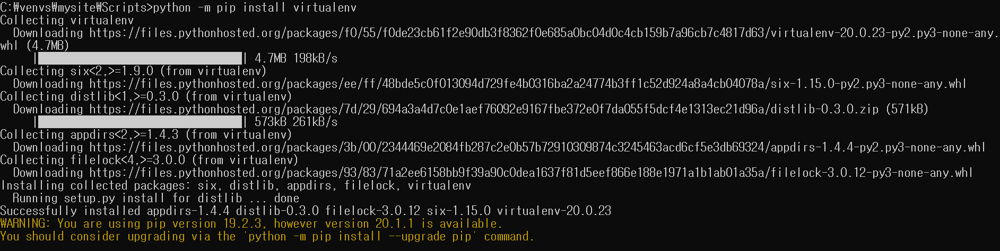 C:₩venvs₩mysite₩Scripts>python -m pip install virtualenv
Collecting virtualenv
Downloading https://files.pythonhosted.org/packages/f0/55/f0de23cb61f2e90db3f8362f0e685a0bc04d0c4cb159b7a96cb7c4817d63/virtualenv-20.0.23-py2.py3-none-any.
whl (4.7MB)
|████████████████████████████████| 4.7MB 198kB/s
Collecting six<2,>=1.9.0 (from virtualenv)
Downloading https://files.pythonhosted.org/packages/ee/ff/48bde5c0f013094d729fe4b0316ba2a24774b3ff1c52d924a8a4cb04078a/six-1.15.0-py2.py3-none-any.whl
Collecting distlib<1,>=0.3.0 (from virtualenv)
Downloading https://files.pythonhosted.org/packages/7d/29/694a3a4d7c0e1aef76092e9167fbe372e0f7da055f5dcf4e1313ec21d96a/distlib-0.3.0.zip (571kB)
|████████████████████████████████| 573kB 261kB/s
Collecting appdirs<2,>=1.4.3 (from virtualenv)
Downloading https://files.pythonhosted.org/packages/3b/00/2344469e2084fb287c2e0b57b72910309874c3245463acd6cf5e3db69324/appdirs-1.4.4-py2.py3-none-any.whl
Collecting filelock<4,>=3.0.0 (from virtualenv)
Downloading https://files.pythonhosted.org/packages/93/83/71a2ee6158bb9f39a90c0dea1637f81d5eef866e188e1971a1b1ab01a35a/filelock-3.0.12-py3-none-any.whl
Installing collected packages: six, distlib, appdirs, filelock, virtualenv
Running setup.py install for distlib ... done
Successfully installed appdirs-1.4.4 distlib-0.3.0 filelock-3.0.12 six-1.15.0 virtualenv-20.0.23
WARNING: You are using pip version 19.2.3, however version 20.1.1 is available.
You should consider upgrading via the 'python -m pip install --upgrade pip' command.